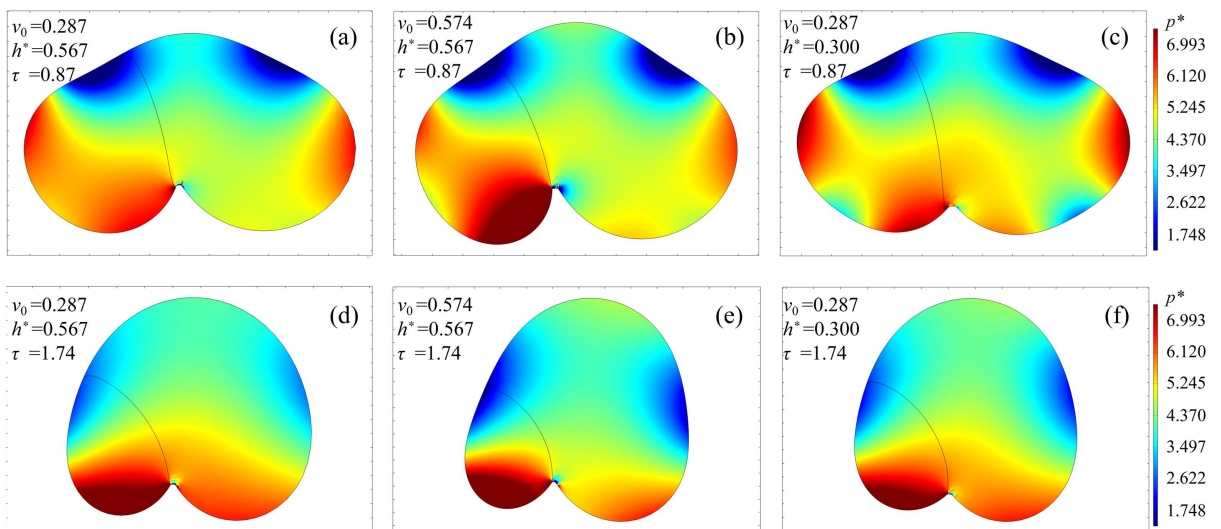 v₀=0.287
h*=0.567
τ =0.87
(a)
v₀=0.574
h*=0.567
τ =0.87
(b)
v₀=0.287
h*=0.300
τ =0.87
(c)
p*
6.993
6.120
5.245
4.370
3.497
2.622
1.748
v₀=0.287
h*=0.567
τ =1.74
(d)
v₀=0.574
h*=0.567
τ =1.74
(e)
v₀=0.287
h*=0.300
τ =1.74
(f)
p*
6.993
6.120
5.245
4.370
3.497
2.622
1.748